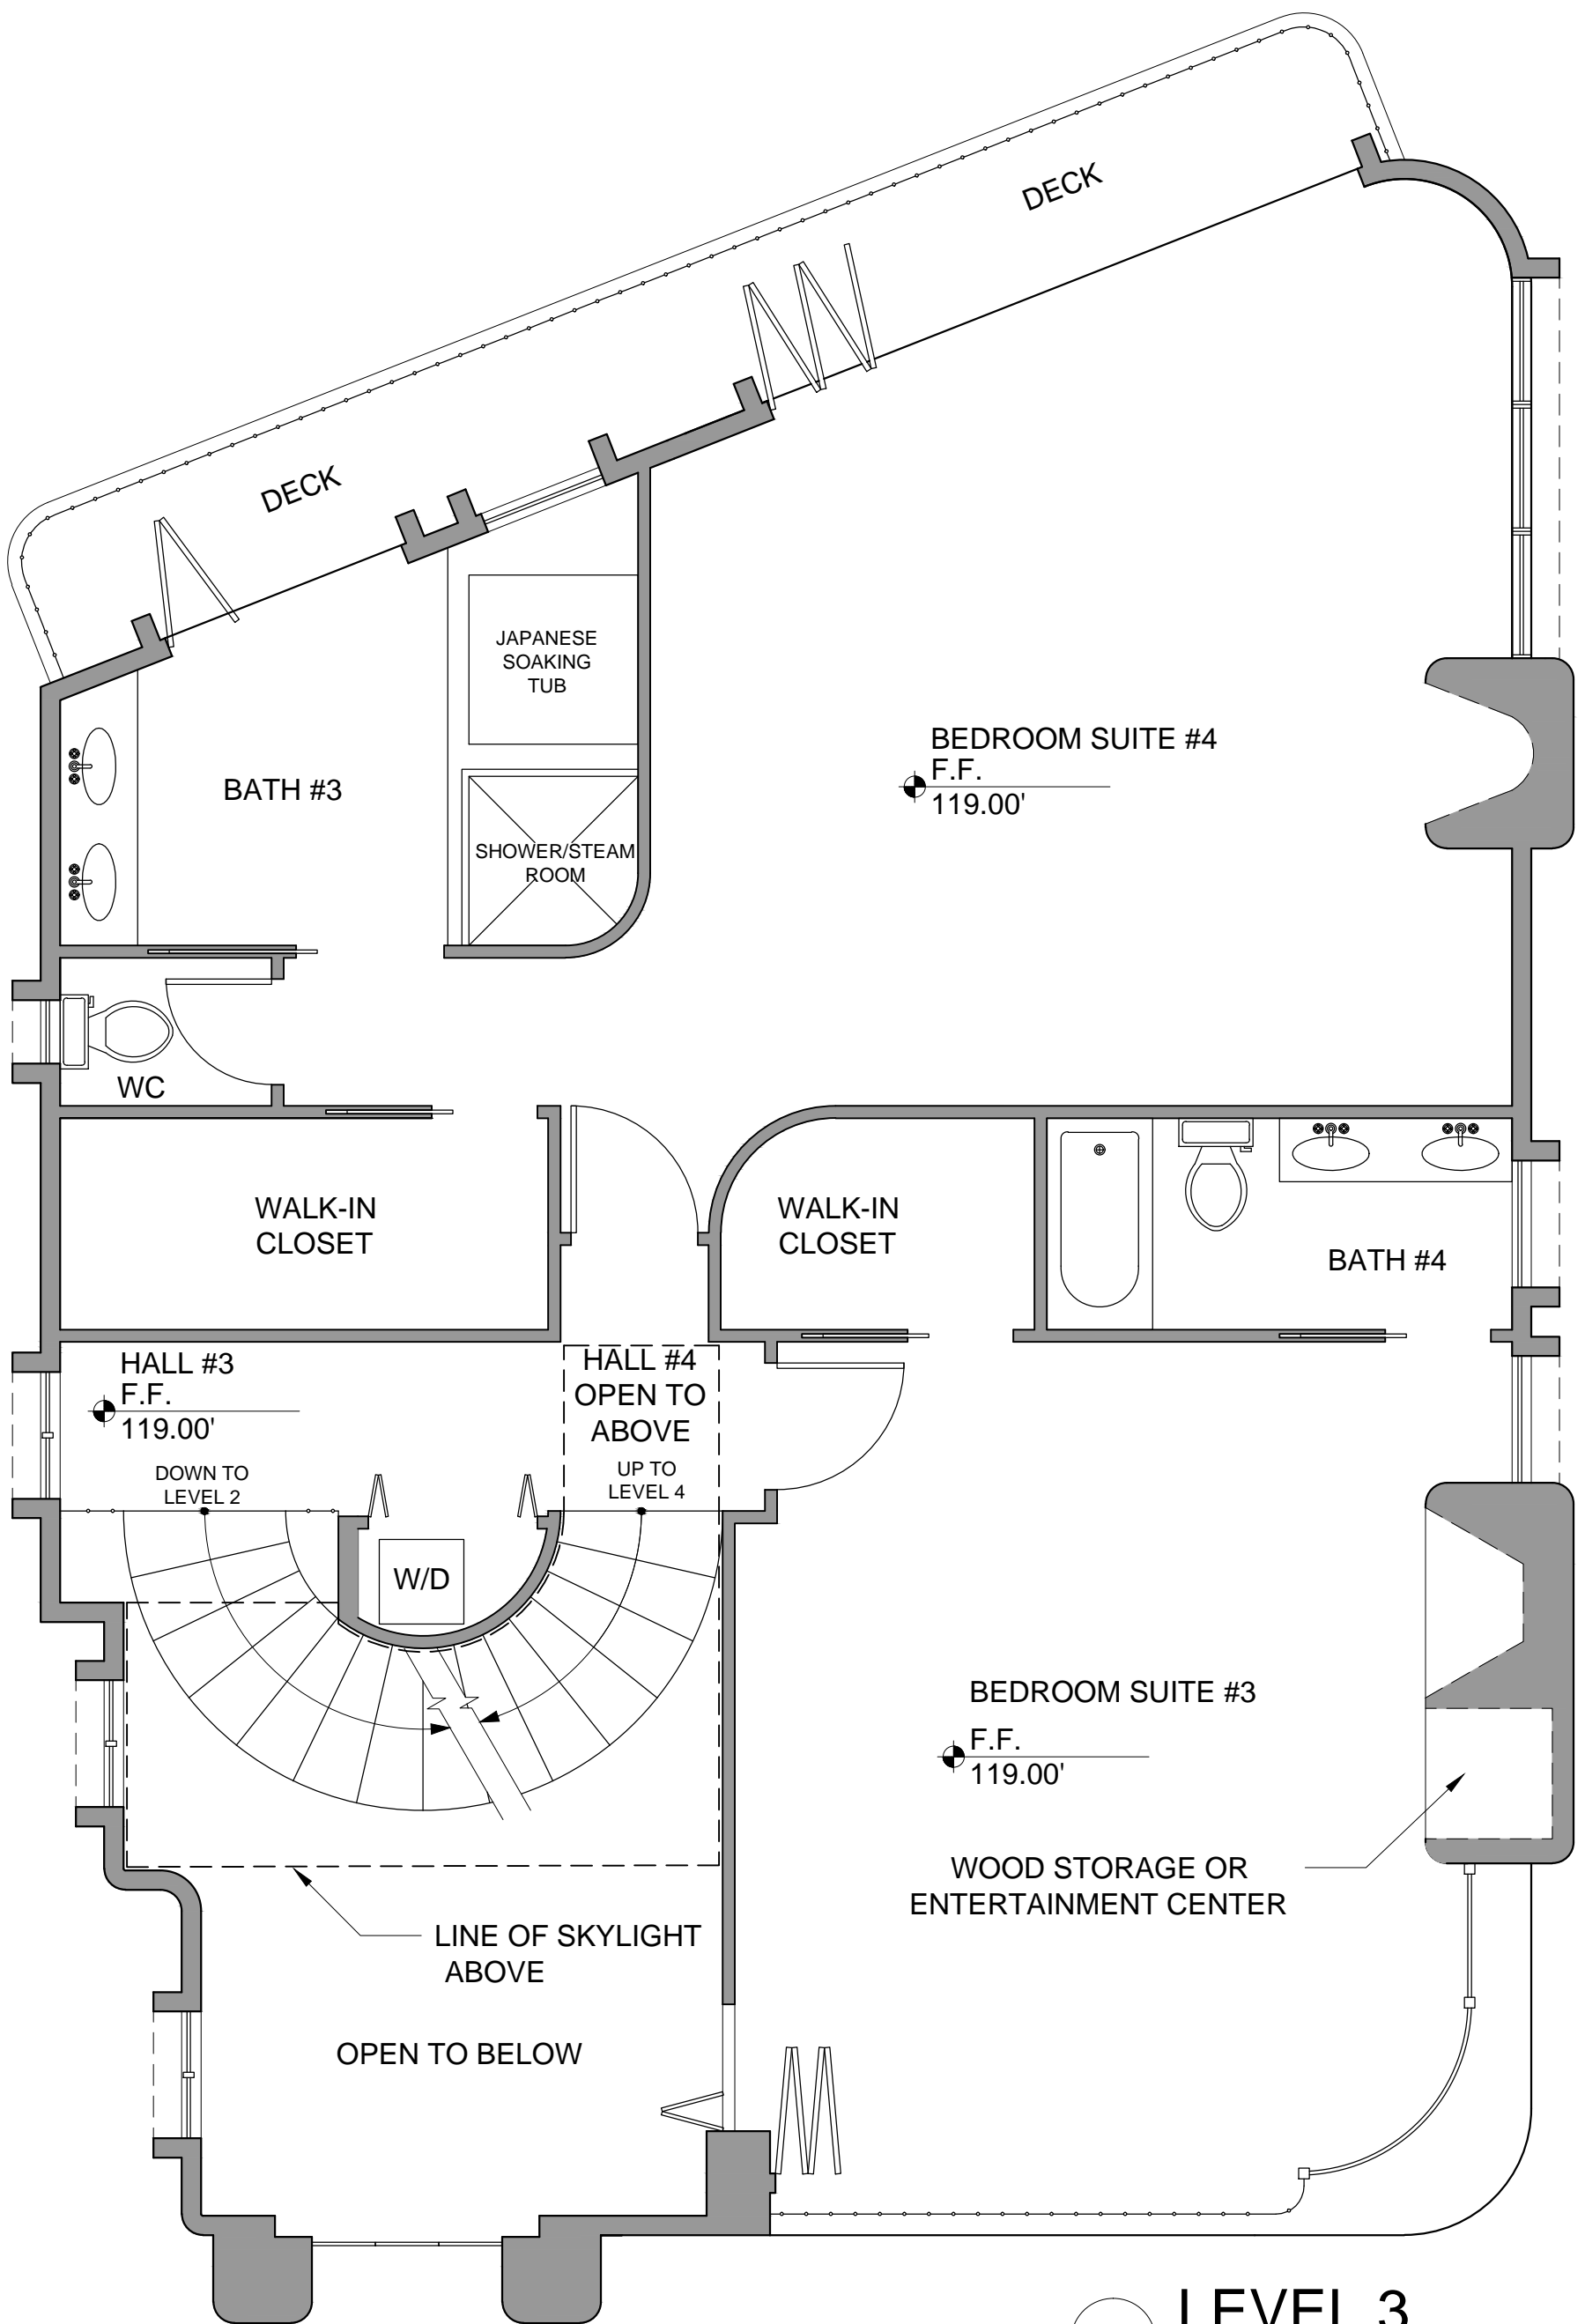 DECK
DECK
JAPANESE
SOAKING
TUB
BEDROOM SUITE #4
F.F.
119.00'
BATH #3
SHOWER/STEAM
ROOM
WC
WALK-IN
CLOSET
WALK-IN
CLOSET
BATH #4
HALL #3
F.F.
119.00'
HALL #4
OPEN TO
ABOVE
DOWN TO
LEVEL 2
UP TO
LEVEL 4
W/D
BEDROOM SUITE #3
F.F.
119.00'
WOOD STORAGE OR
ENTERTAINMENT CENTER
LINE OF SKYLIGHT
ABOVE
OPEN TO BELOW
LEVEL 3